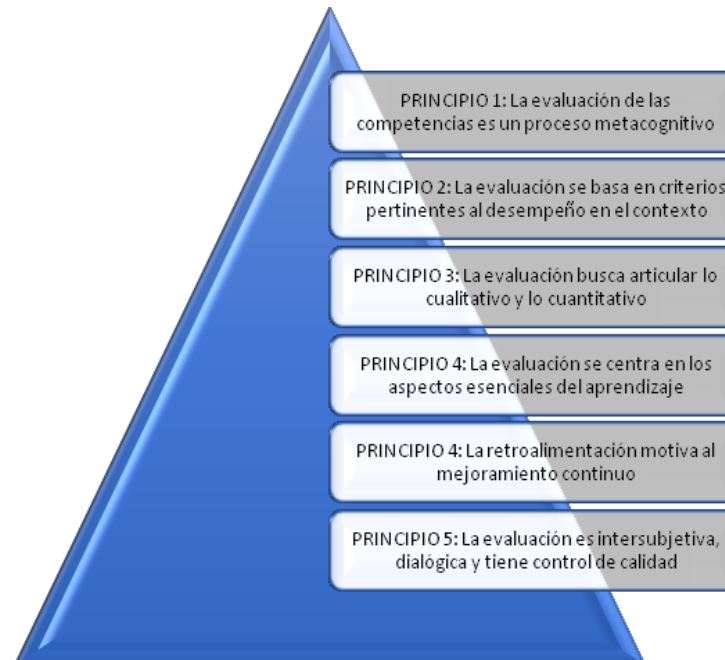 PRINCIPIO 1: La evaluación de las
competencias es un proceso metacognitivo
PRINCIPIO 2: La evaluación se basa en criterios
pertinentes al desempeño en el contexto
PRINCIPIO 3: La evaluación busca articular lo
cualitativo y lo cuantitativo
PRINCIPIO 4: La evaluación se centra en los
aspectos esenciales del aprendizaje
PRINCIPIO 4: La retroalimentación motiva al
mejoramiento continuo
PRINCIPIO 5: La evaluación es intersubjetiva,
dialógica y tiene control de calidad